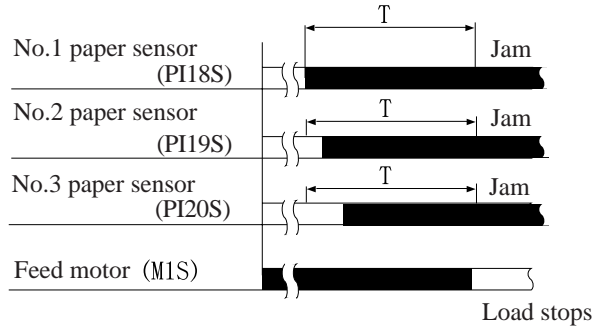 T
No.1 paper sensor
Jam
(PI18S)
No.2 paper sensor
T
Jam
(PI19S)
No.3 paper sensor
T
Jam
(PI20S)
Feed motor (M1S)
Load stops